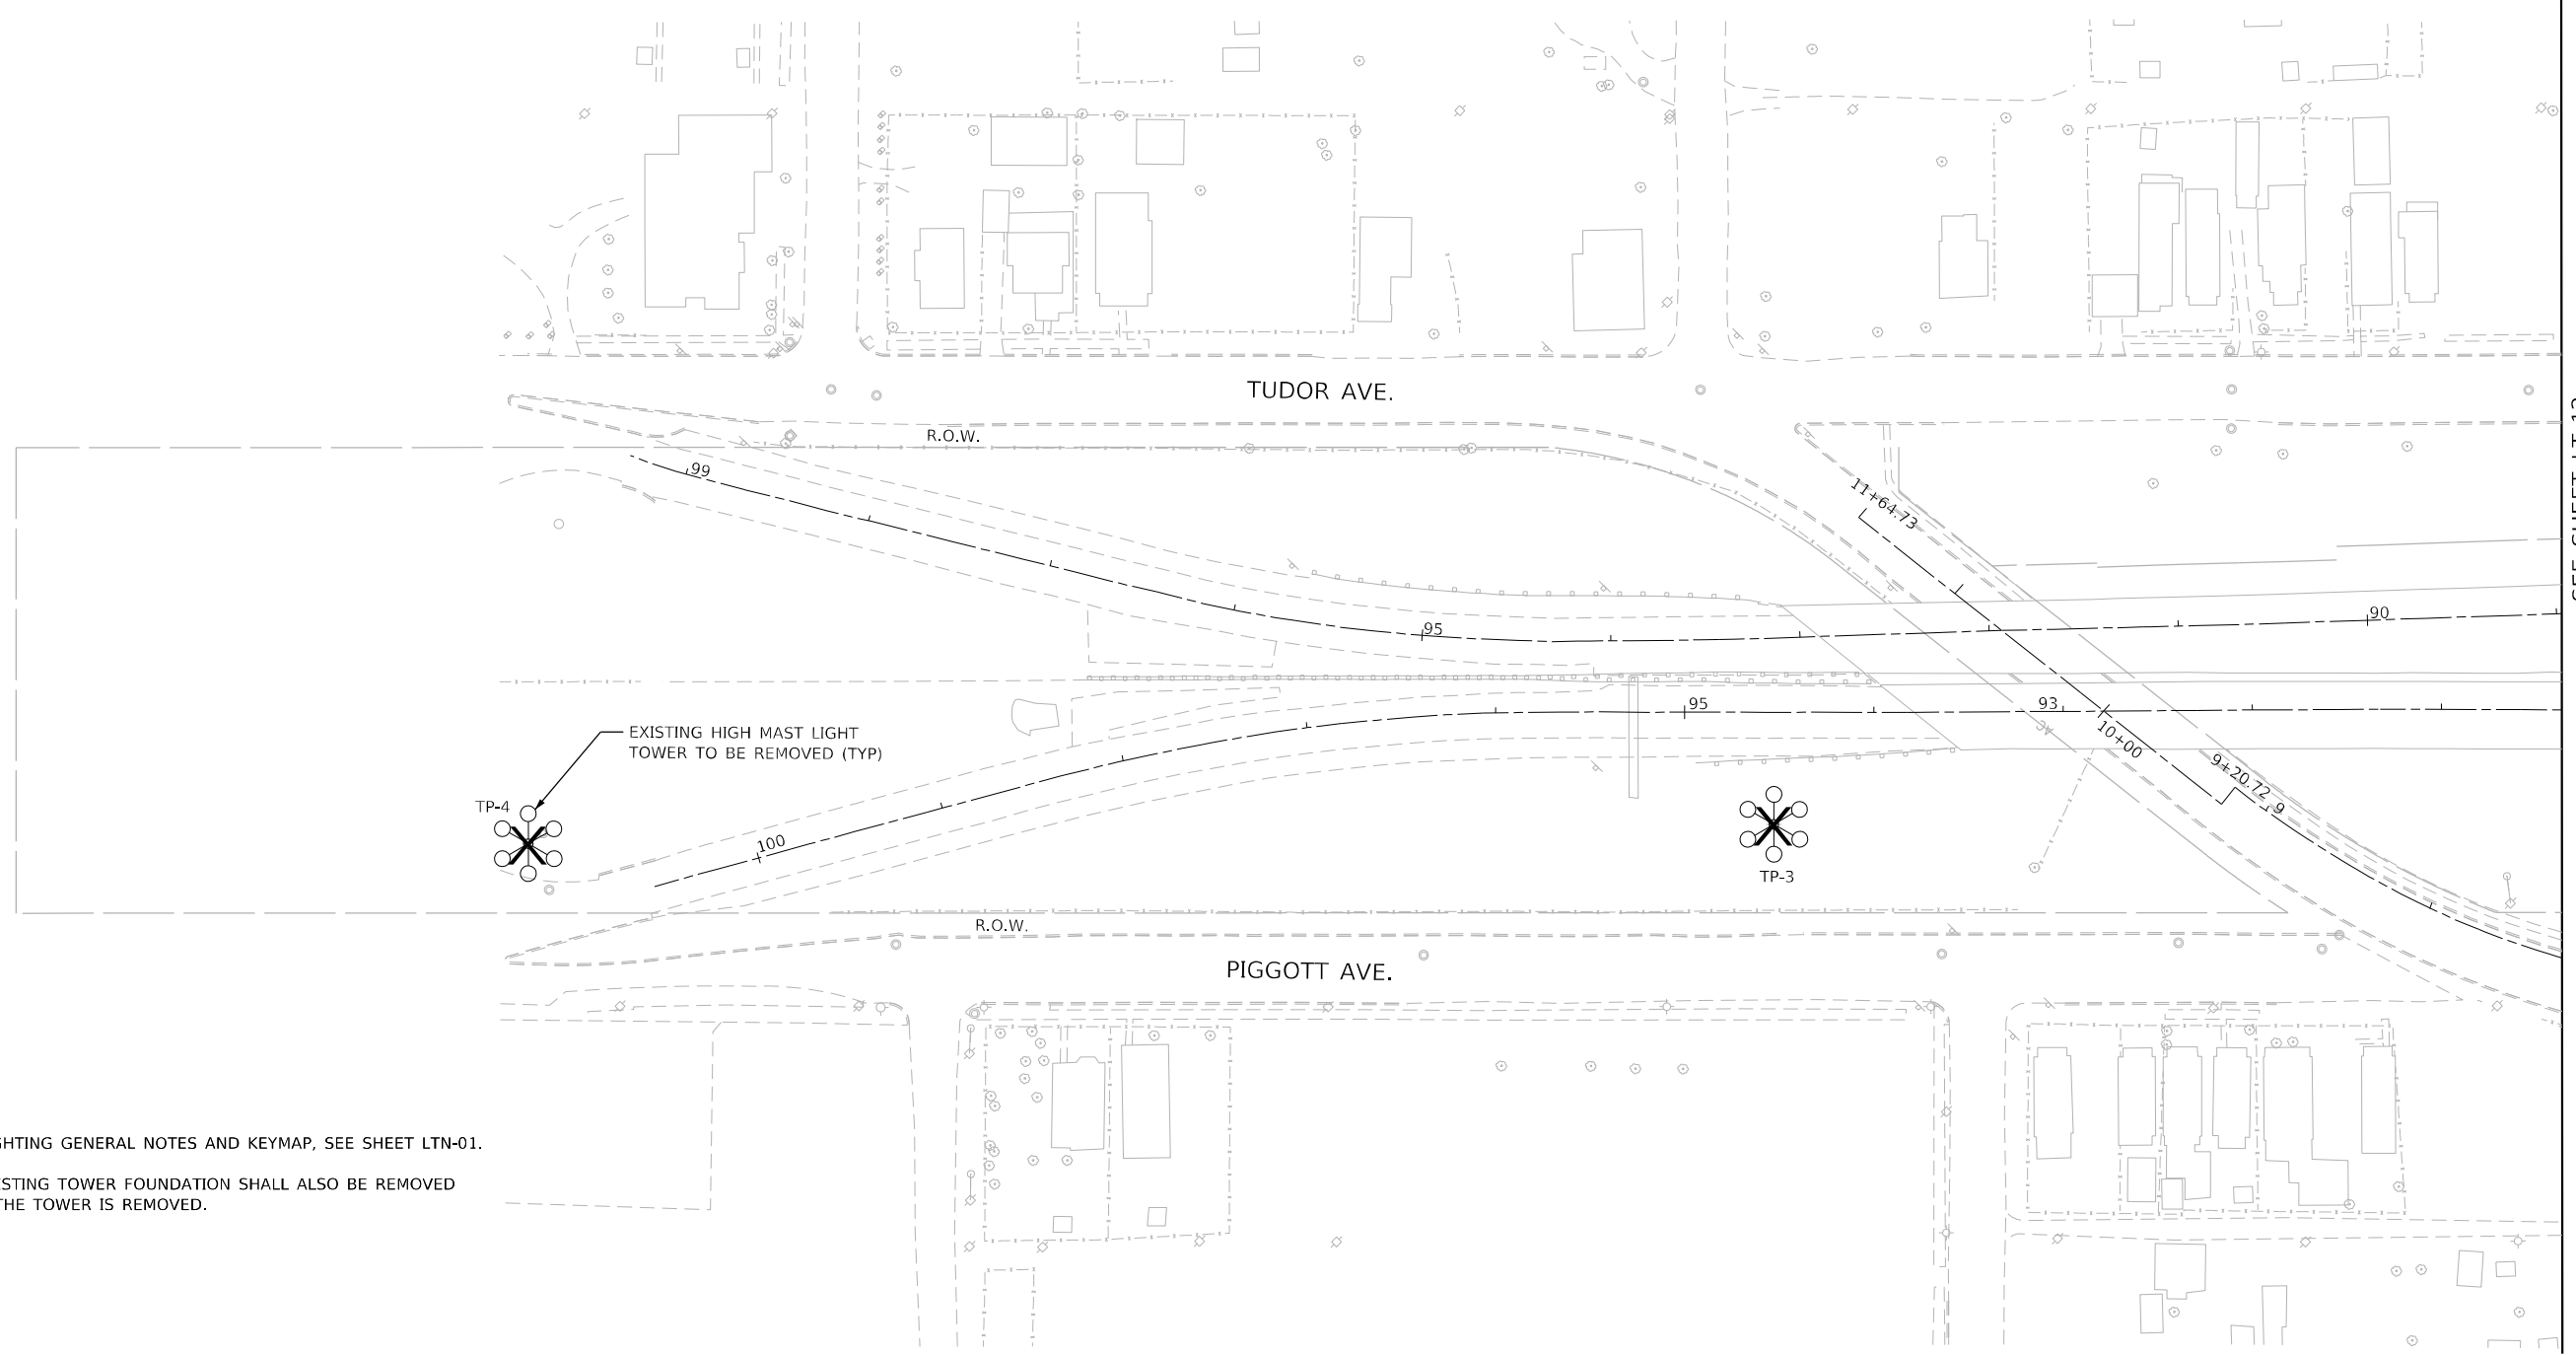 TUDOR AVE.
R.O.W.
99
11+64.73
95
90
EXISTING HIGH MAST LIGHT
TOWER TO BE REMOVED (TYP)
95
93
10+00
9+20.72
9
TP-4
100
TP-3
R.O.W.
PIGGOTT AVE.
GHTING GENERAL NOTES AND KEYMAP, SEE SHEET LTN-01.
ISTING TOWER FOUNDATION SHALL ALSO BE REMOVED
THE TOWER IS REMOVED.